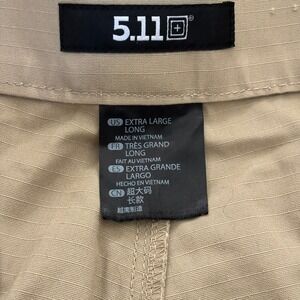 5.11®
US EXTRA LARGE
LONG
MADE IN VIETNAM
FR TRÈS GRAND
LONG
FAIT AU VIETNAM
ES EXTRA GRANDE
LARGO
HECHO EN VIETNAM
CN 超大码
长款
越南制造